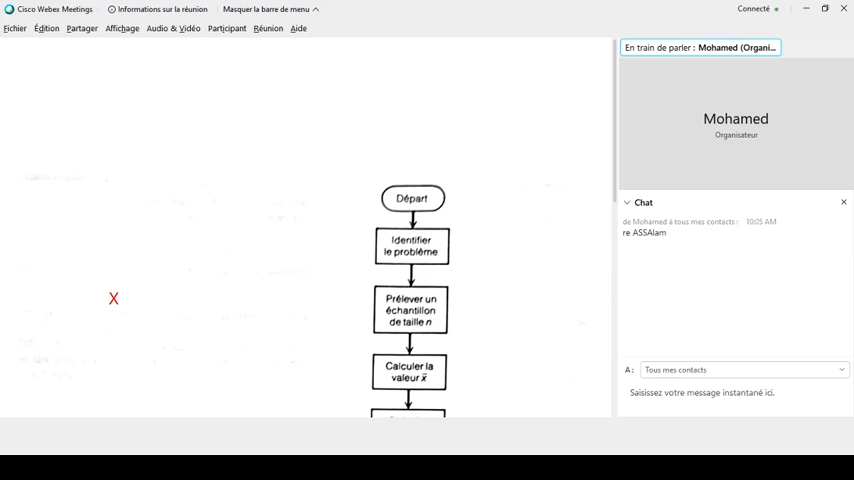 Cisco Webex Meetings
Informations sur la réunion
Masquer la barre de menu
Connecté
Fichier Édition Partager Affichage Audio & Vidéo Participant Réunion Aide
En train de parler : Mohamed (Organi...
Mohamed
Organisateur
Départ
Identifier
le problème
Prélever un
échantillon
de taille n
Calculer la
valeur x̄
X
Chat
de Mohamed à tous mes contacts : 10:05 AM
re ASSAlam
A : Tous mes contacts
Saisissez votre message instantané ici.